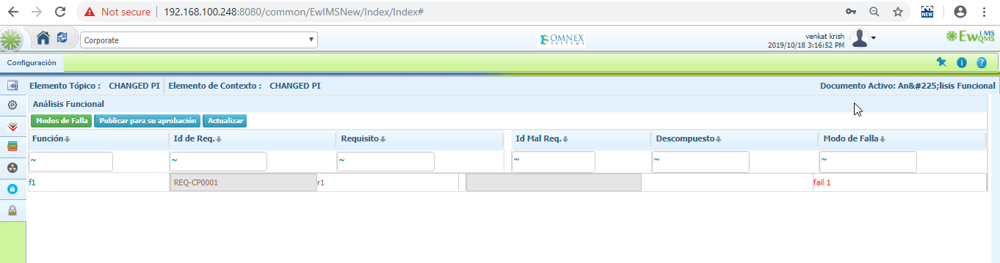 Not secure 192.168.100.248:8080/common/EwIMSNew/Index/Index#
NEW
Corporate
OMNEX
SYSTEMS
venkat krish
2019/10/18 3:16:52 PM
EwIMS
QMS
Configuración
Elemento Tópico : CHANGED PI Elemento de Contexto : CHANGED PI Documento Activo: An&#225;lisis Funcional
Análisis Funcional
Modos de Falla Publicar para su aprobación Actualizar
Función Id de Req. Requisito Id Mal Req. Descompuesto Modo de Falla
~ ~ ~ ~ ~ ~
f1 REQ-CP0001 r1 fail 1